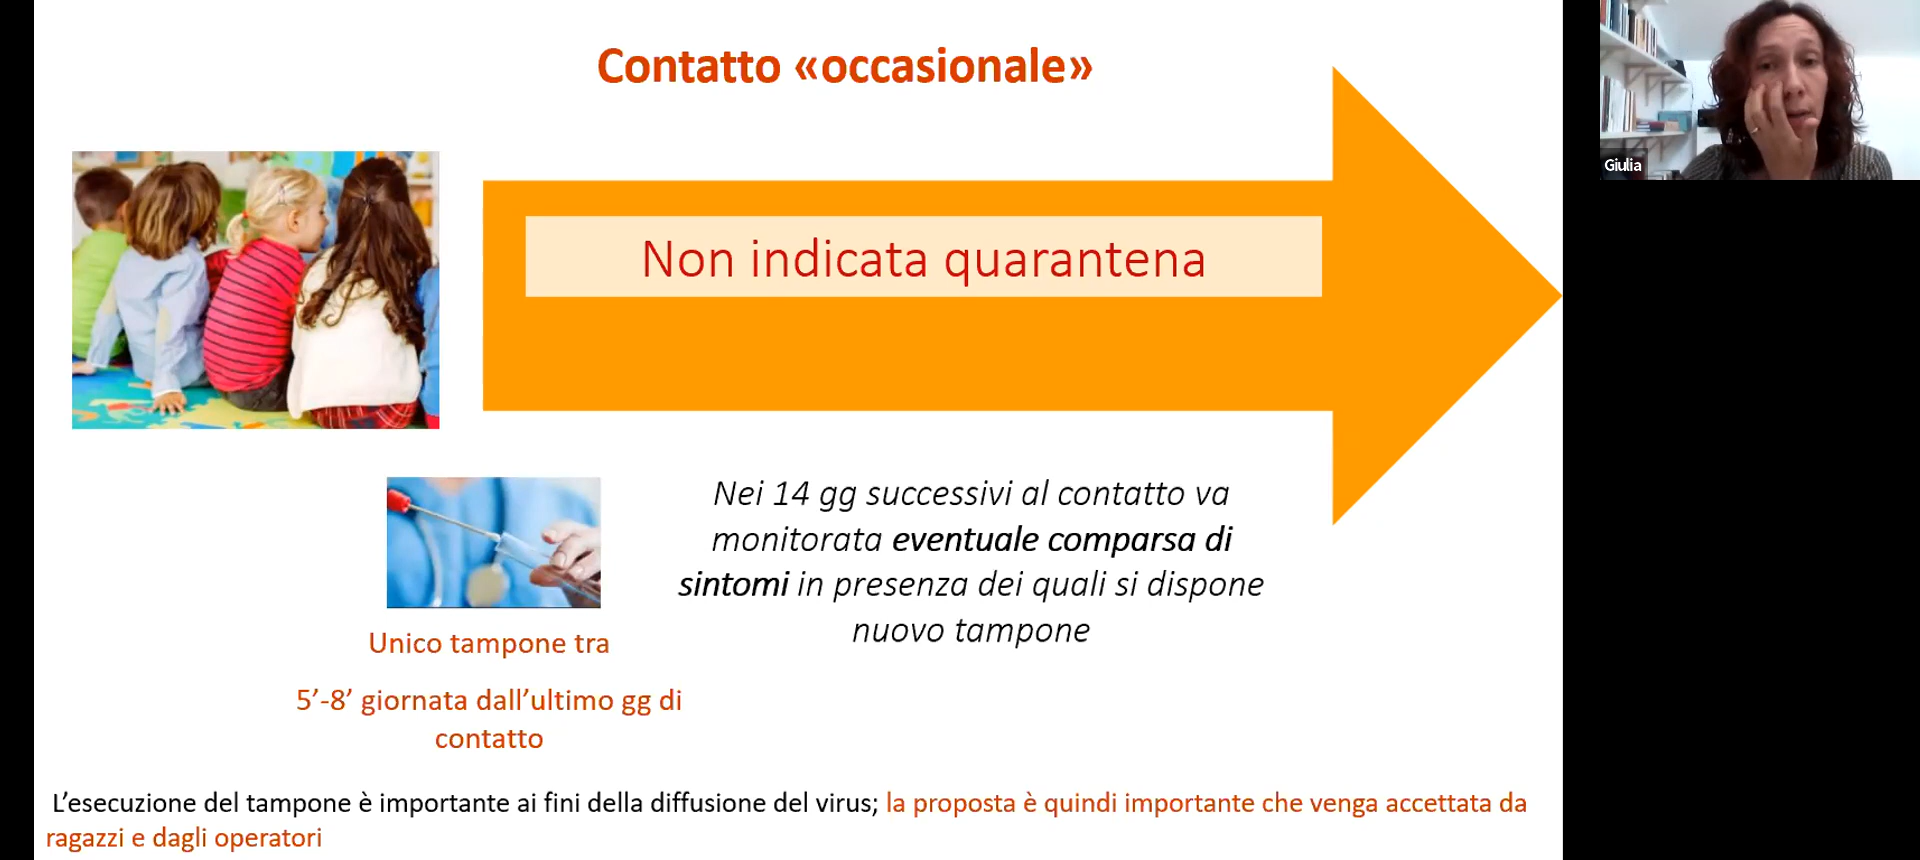 Contatto «occasionale»
Giulia
Non indicata quarantena
Nei 14 gg successivi al contatto va
monitorata eventuale comparsa di
sintomi in presenza dei quali si dispone
nuovo tampone
Unico tampone tra
5’-8’ giornata dall’ultimo gg di
contatto
L’esecuzione del tampone è importante ai fini della diffusione del virus; la proposta è quindi importante che venga accettata da
ragazzi e dagli operatori